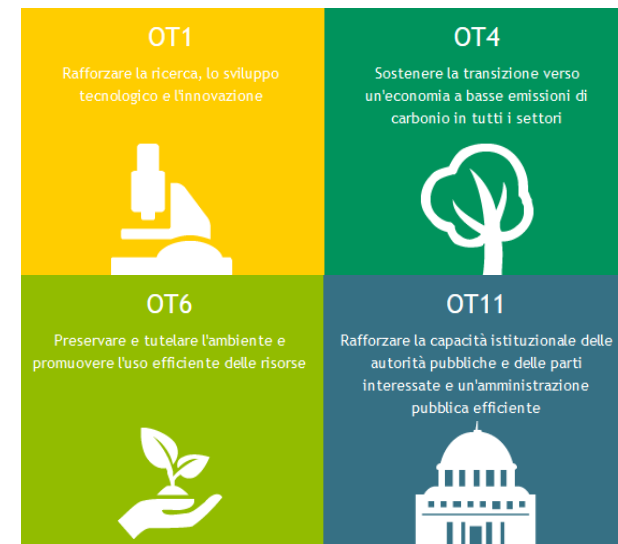 OT1
Rafforzare la ricerca, lo sviluppo
tecnologico e l'innovazione
OT4
Sostenere la transizione verso
un'economia a basse emissioni di
carbonio in tutti i settori
OT6
Preservare e tutelare l'ambiente e
promuovere l'uso efficiente delle risorse
OT11
Rafforzare la capacità istituzionale delle
autorità pubbliche e delle parti
interessate e un'amministrazione
pubblica efficiente